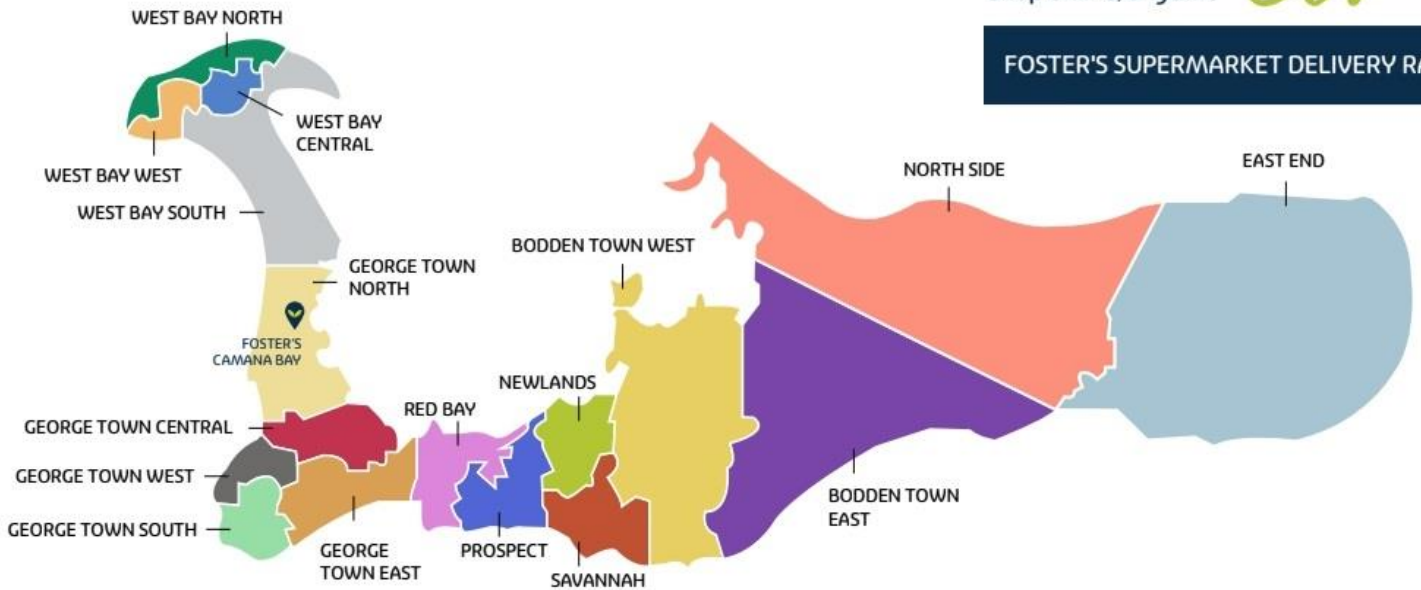 WEST BAY NORTH
FOSTER'S SUPERMARKET DELIVERY
WEST BAY
CENTRAL
WEST BAY WEST
WEST BAY SOUTH
NORTH SIDE
EAST END
BODDEN TOWN WEST
GEORGE TOWN
NORTH
FOSTER'S
CAMANA BAY
NEWLANDS
RED BAY
GEORGE TOWN CENTRAL
GEORGE TOWN WEST
GEORGE TOWN SOUTH
BODDEN TOWN
EAST
GEORGE
TOWN EAST
PROSPECT
SAVANNAH